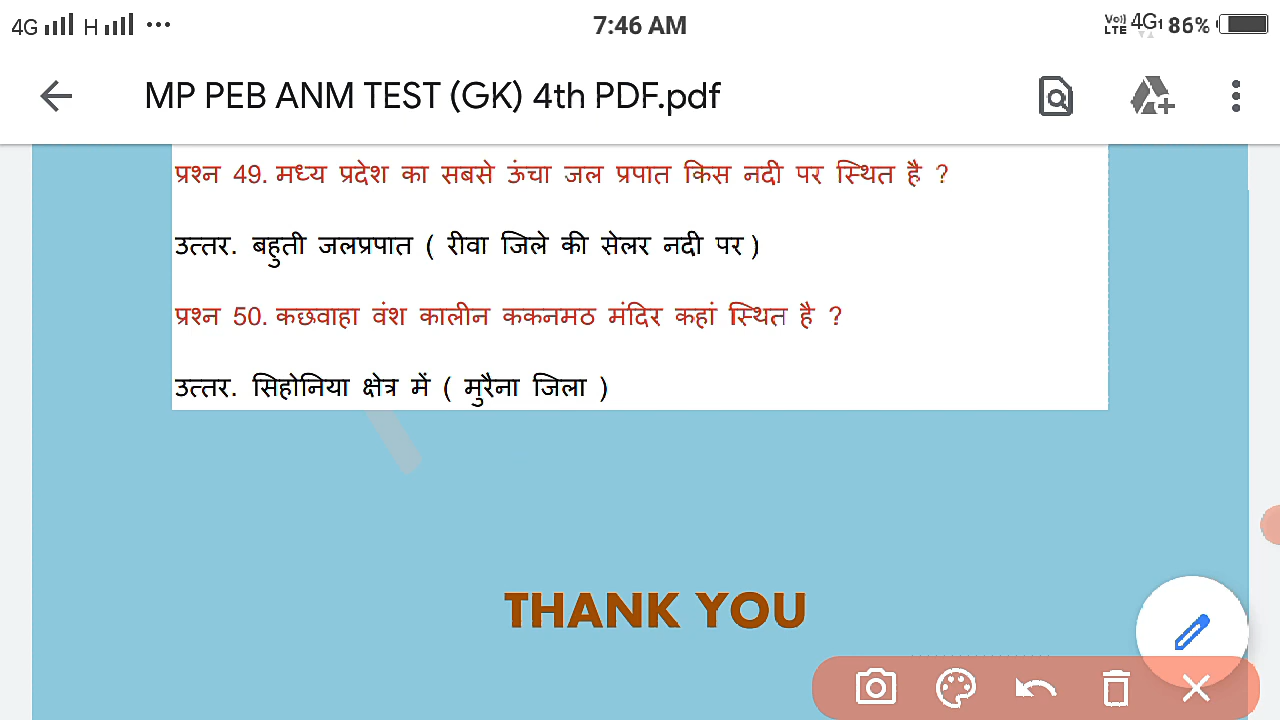 4G H ••• 7:46 AM VoLTE 4G 86%
MP PEB ANM TEST (GK) 4th PDF.pdf
प्रश्न 49. मध्य प्रदेश का सबसे ऊंचा जल प्रपात किस नदी पर स्थित है ?
उत्तर. बहुती जलप्रपात ( रीवा जिले की सेलर नदी पर )
प्रश्न 50. कछवाहा वंश कालीन ककनमठ मंदिर कहां स्थित है ?
उत्तर. सिहोनिया क्षेत्र में ( मुरैना जिला )
THANK YOU